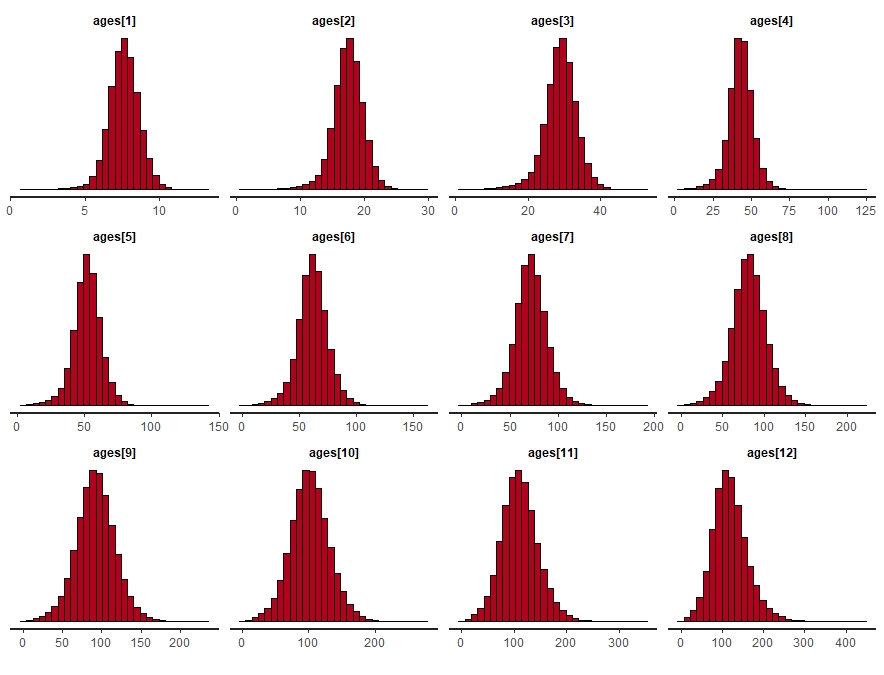 ages[1] ages[2] ages[3] ages[4]
0 5 10 0 10 20 30 0 20 40 0 25 50 75 100 125
ages[5] ages[6] ages[7] ages[8]
0 50 100 150 0 50 100 150 0 50 100 150 200 0 50 100 150 200
ages[9] ages[10] ages[11] ages[12]
0 50 100 150 200 0 100 200 0 100 200 300 0 100 200 300 400